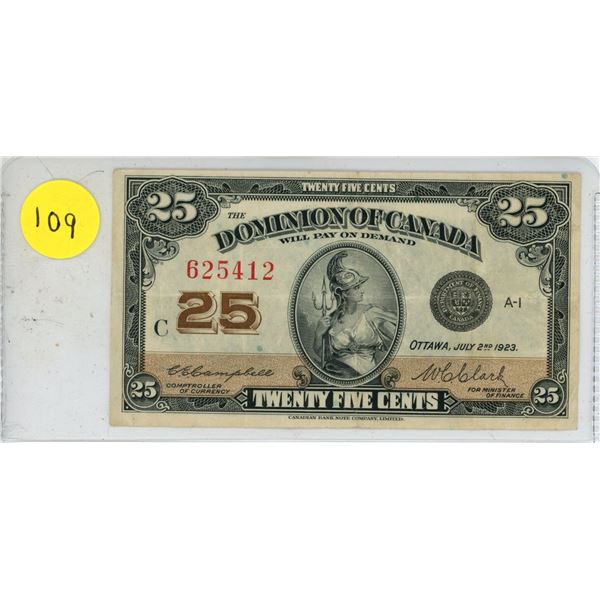 109
TWENTY FIVE CENTS
25 25
THE
DOMINION OF CANADA
WILL PAY ON DEMAND
625412
C 25
A-1
OTTAWA, JULY 2ND 1923.
C E Campbell
COMPTROLLER
OF CURRENCY
W C Clark
FOR MINISTER
OF FINANCE
25 TWENTY FIVE CENTS 25
CANADIAN BANK NOTE COMPANY, LIMITED.